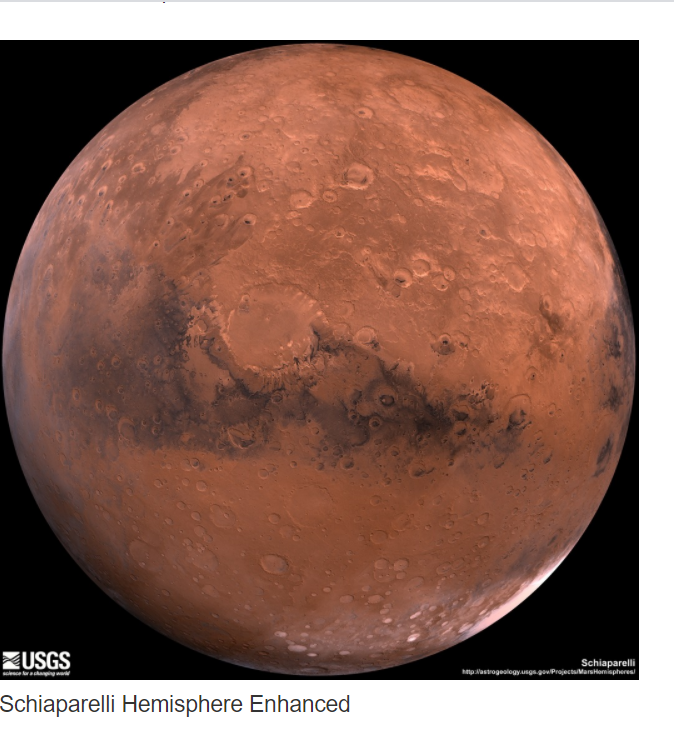 USGS
science for a changing world
Schiaparelli
http://astrogeology.usgs.gov/Projects/MarsHemispheres/
Schiaparelli Hemisphere Enhanced